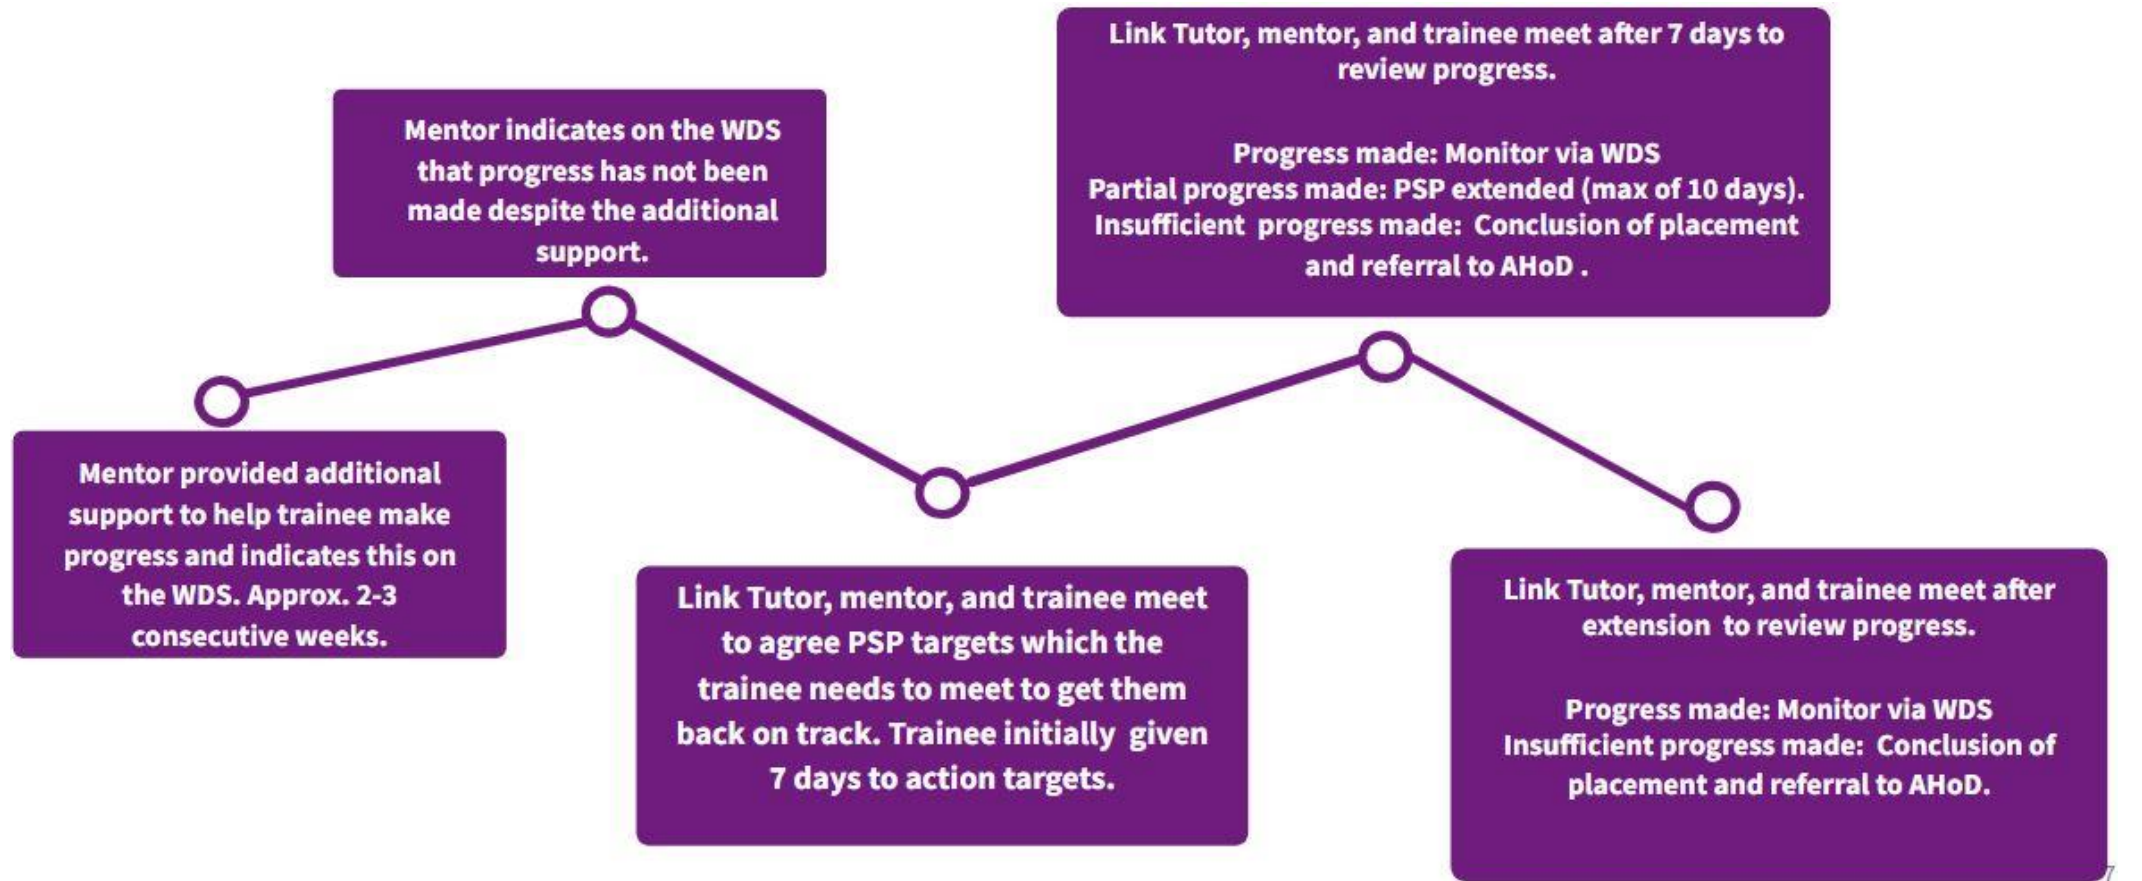 Mentor provided additional
support to help trainee make
progress and indicates this on
the WDS. Approx. 2-3
consecutive weeks.
Mentor indicates on the WDS
that progress has not been
made despite the additional
support.
Link Tutor, mentor, and trainee meet
to agree PSP targets which the
trainee needs to meet to get them
back on track. Trainee initially given
7 days to action targets.
Link Tutor, mentor, and trainee meet after 7 days to
review progress.
Progress made: Monitor via WDS
Partial progress made: PSP extended (max of 10 days).
Insufficient progress made: Conclusion of placement
and referral to AHoD .
Link Tutor, mentor, and trainee meet after
extension to review progress.
Progress made: Monitor via WDS
Insufficient progress made: Conclusion of
placement and referral to AHoD.
7